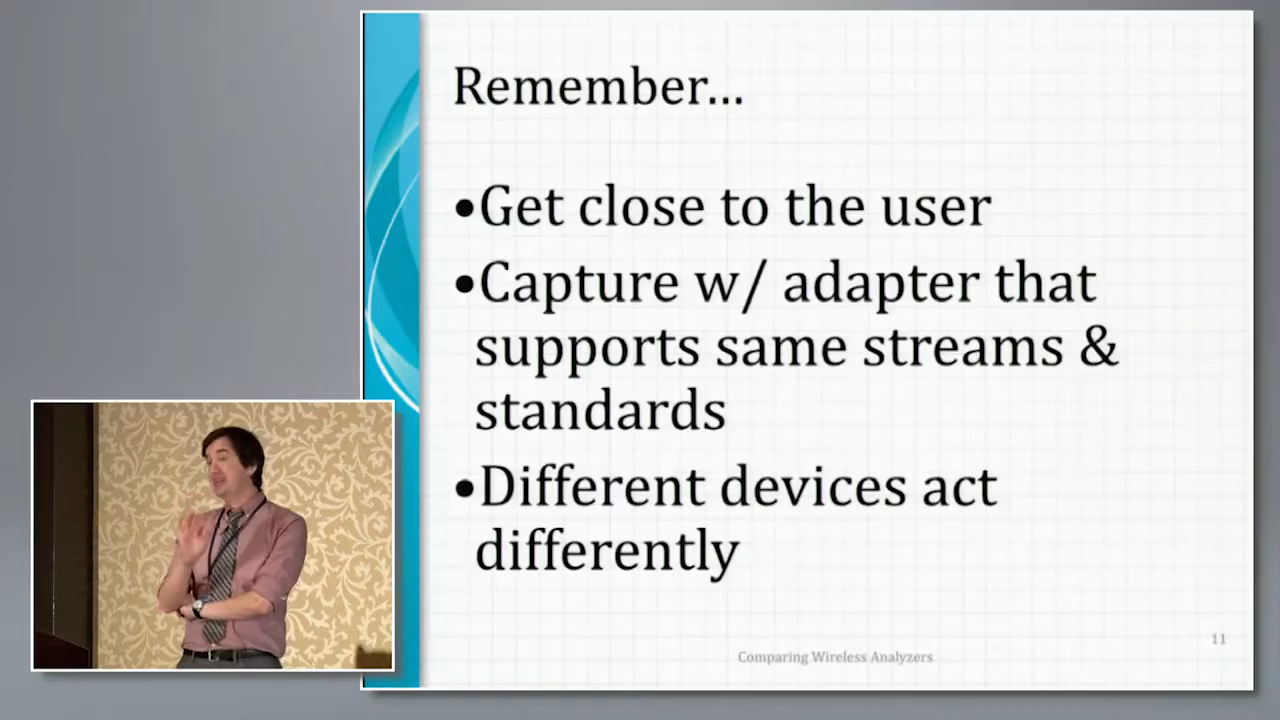 Remember...
•Get close to the user
•Capture w/ adapter that
supports same streams &
standards
•Different devices act
differently
11
Comparing Wireless Analyzers